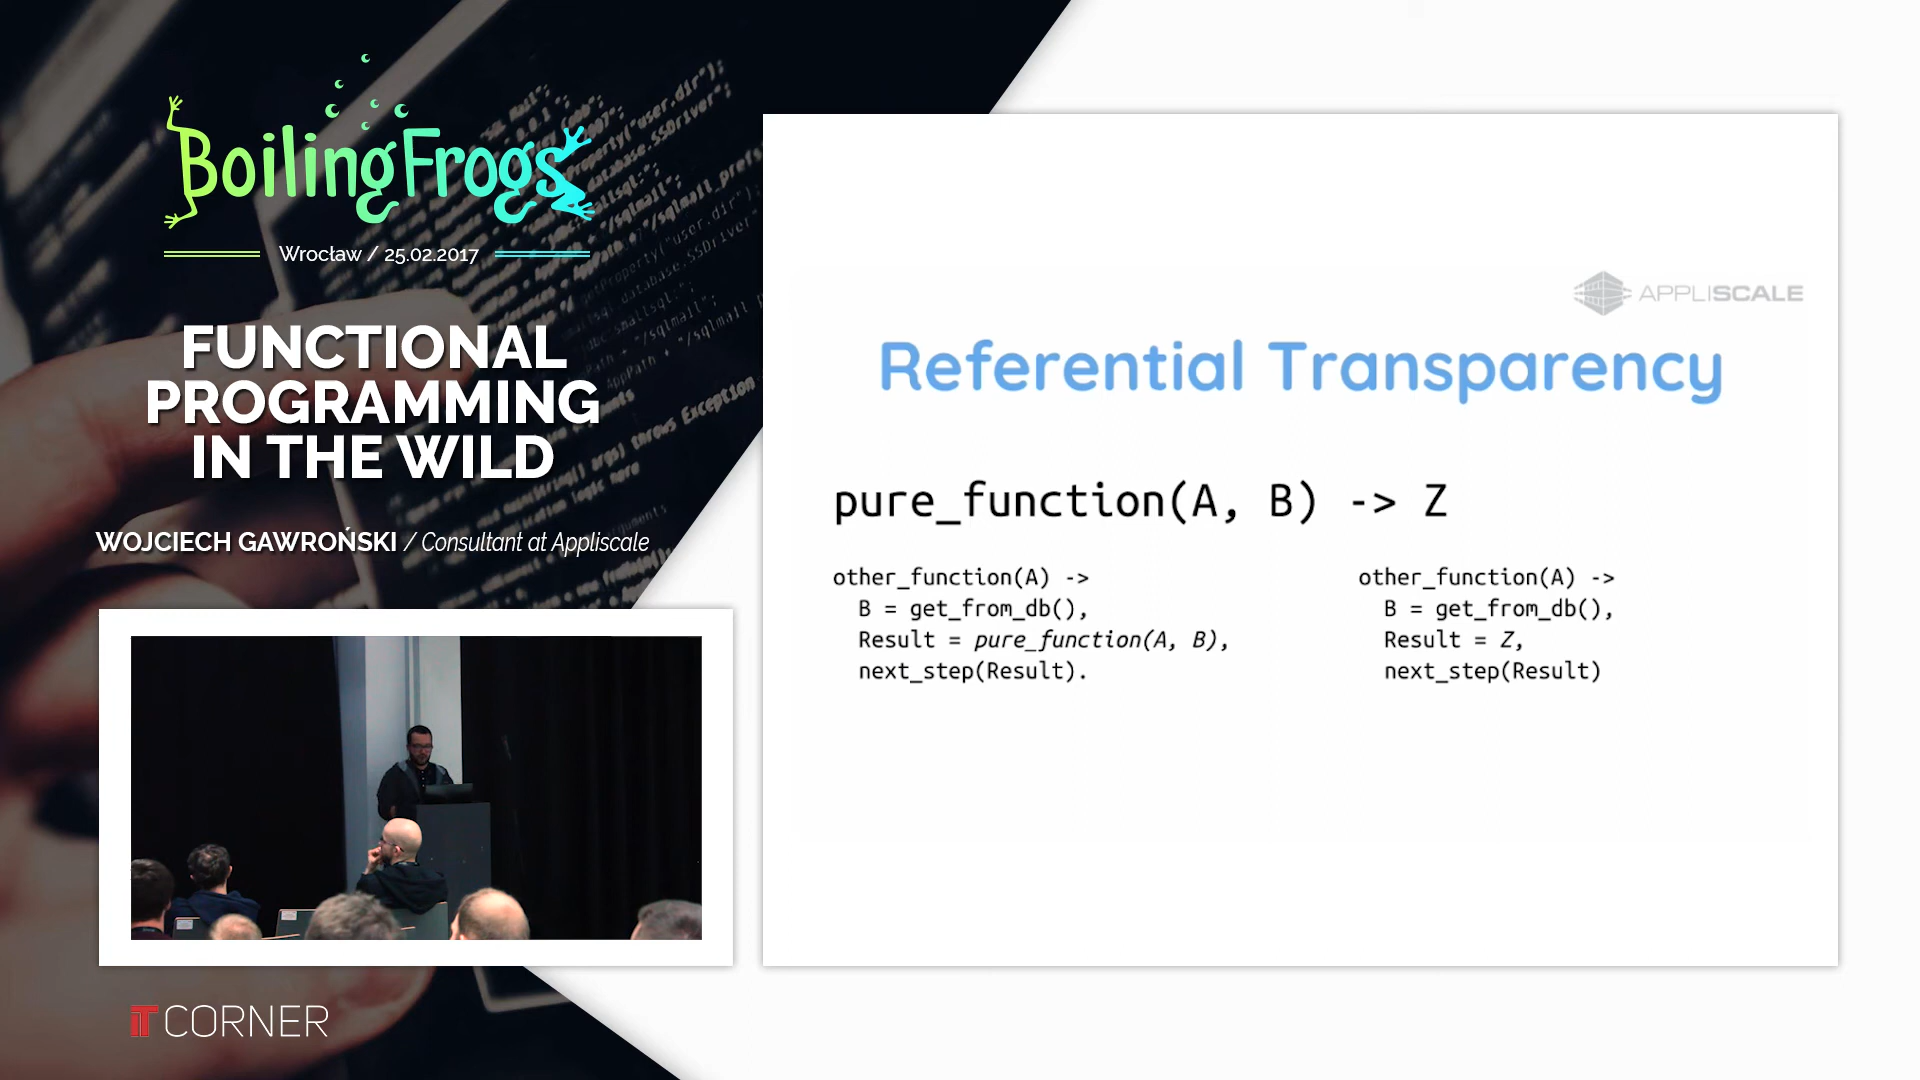 BoilingFrogs
Wrocław / 25.02.2017
FUNCTIONAL
PROGRAMMING
IN THE WILD
WOJCIECH GAWROŃSKI / Consultant at Appliscale
IT CORNER
APPLISCALE
Referential Transparency
pure_function(A, B) -> Z
other_function(A) ->
B = get_from_db(),
Result = pure_function(A, B),
next_step(Result).
other_function(A) ->
B = get_from_db(),
Result = Z,
next_step(Result)